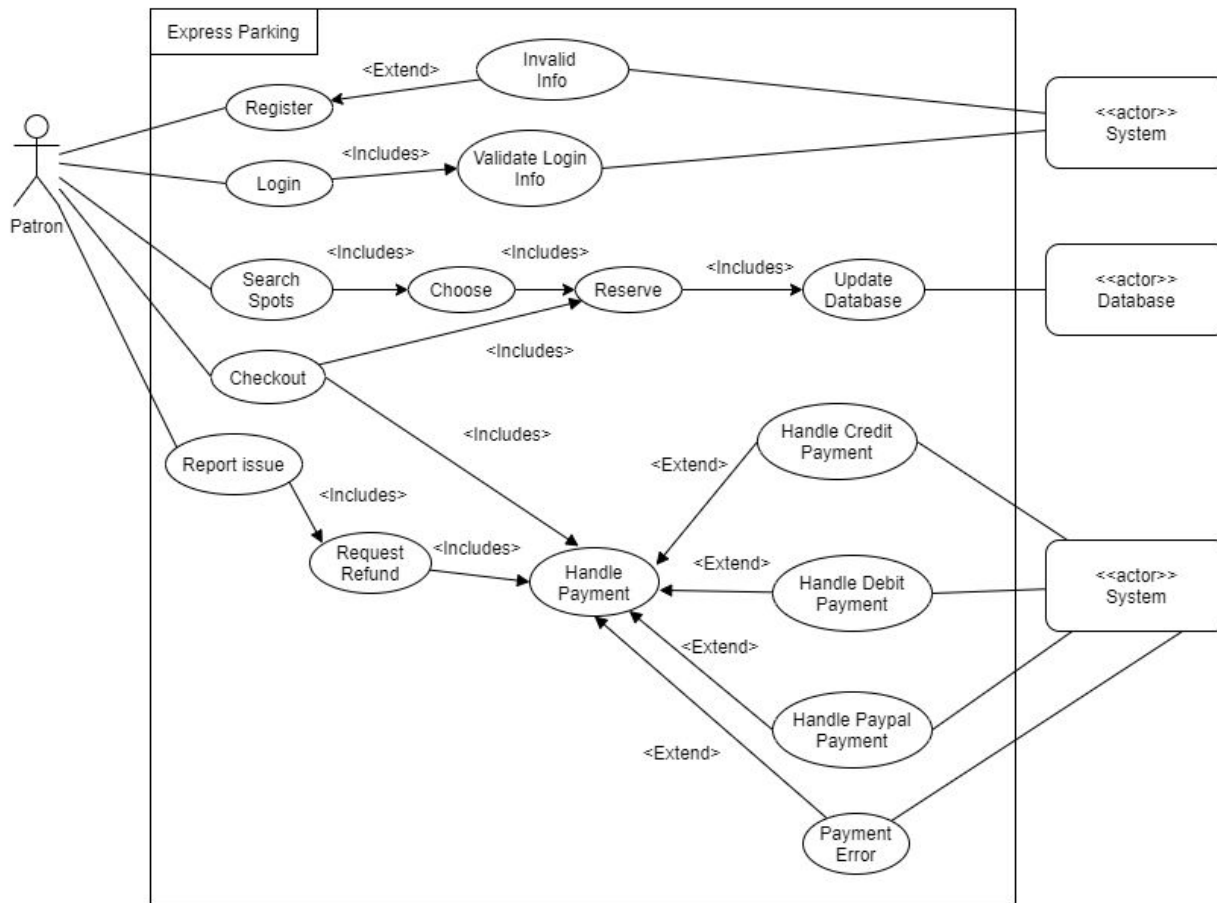 Express Parking
<Extend>
Invalid
Info
Register
<<actor>>
System
<Includes>
Validate Login
Info
Login
Patron
<Includes>
<Includes>
<Includes>
Search
Spots
Choose
Reserve
Update
Database
<<actor>>
Database
<Includes>
Checkout
<Includes>
Handle Credit
Payment
<Extend>
Report issue
<Includes>
Request
Refund
<Includes>
Handle
Payment
<Extend>
Handle Debit
Payment
<<actor>>
System
<Extend>
Handle Paypal
Payment
<Extend>
Payment
Error